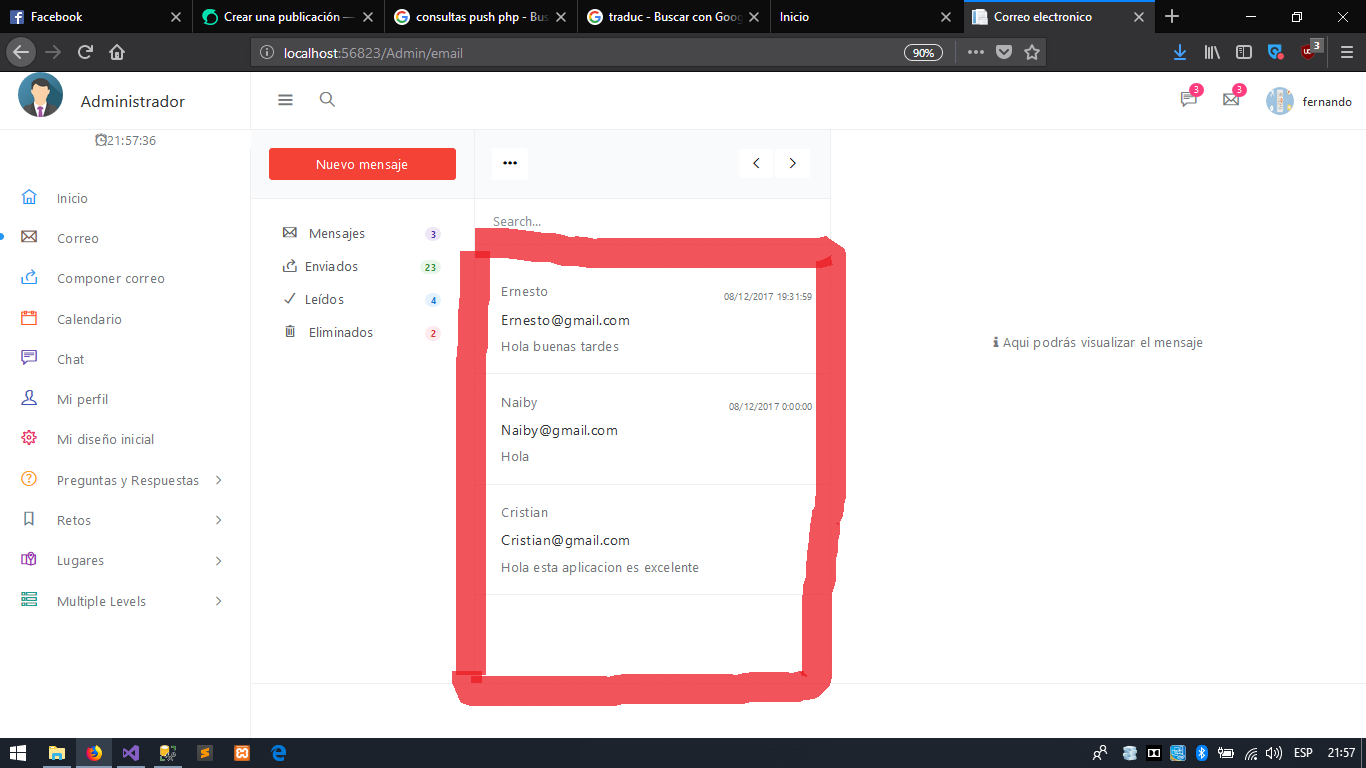 Facebook
Crear una publicación —
consultas push php - Bus
traduc - Buscar con Goog
Inicio
Correo electronico
localhost:56823/Admin/email
90%
3
Administrador
3
3
fernando
21:57:36
Nuevo mensaje
Inicio
Correo
Componer correo
Calendario
Chat
Mi perfil
Mi diseño inicial
Preguntas y Respuestas
Retos
Lugares
Multiple Levels
Mensajes 3
Enviados 23
Leídos 4
Eliminados 2
Search...
Ernesto 08/12/2017 19:31:59
Ernesto@gmail.com
Hola buenas tardes
Naiby 08/12/2017 0:00:00
Naiby@gmail.com
Hola
Cristian
Cristian@gmail.com
Hola esta aplicacion es excelente
Aqui podrás visualizar el mensaje
ESP 21:57